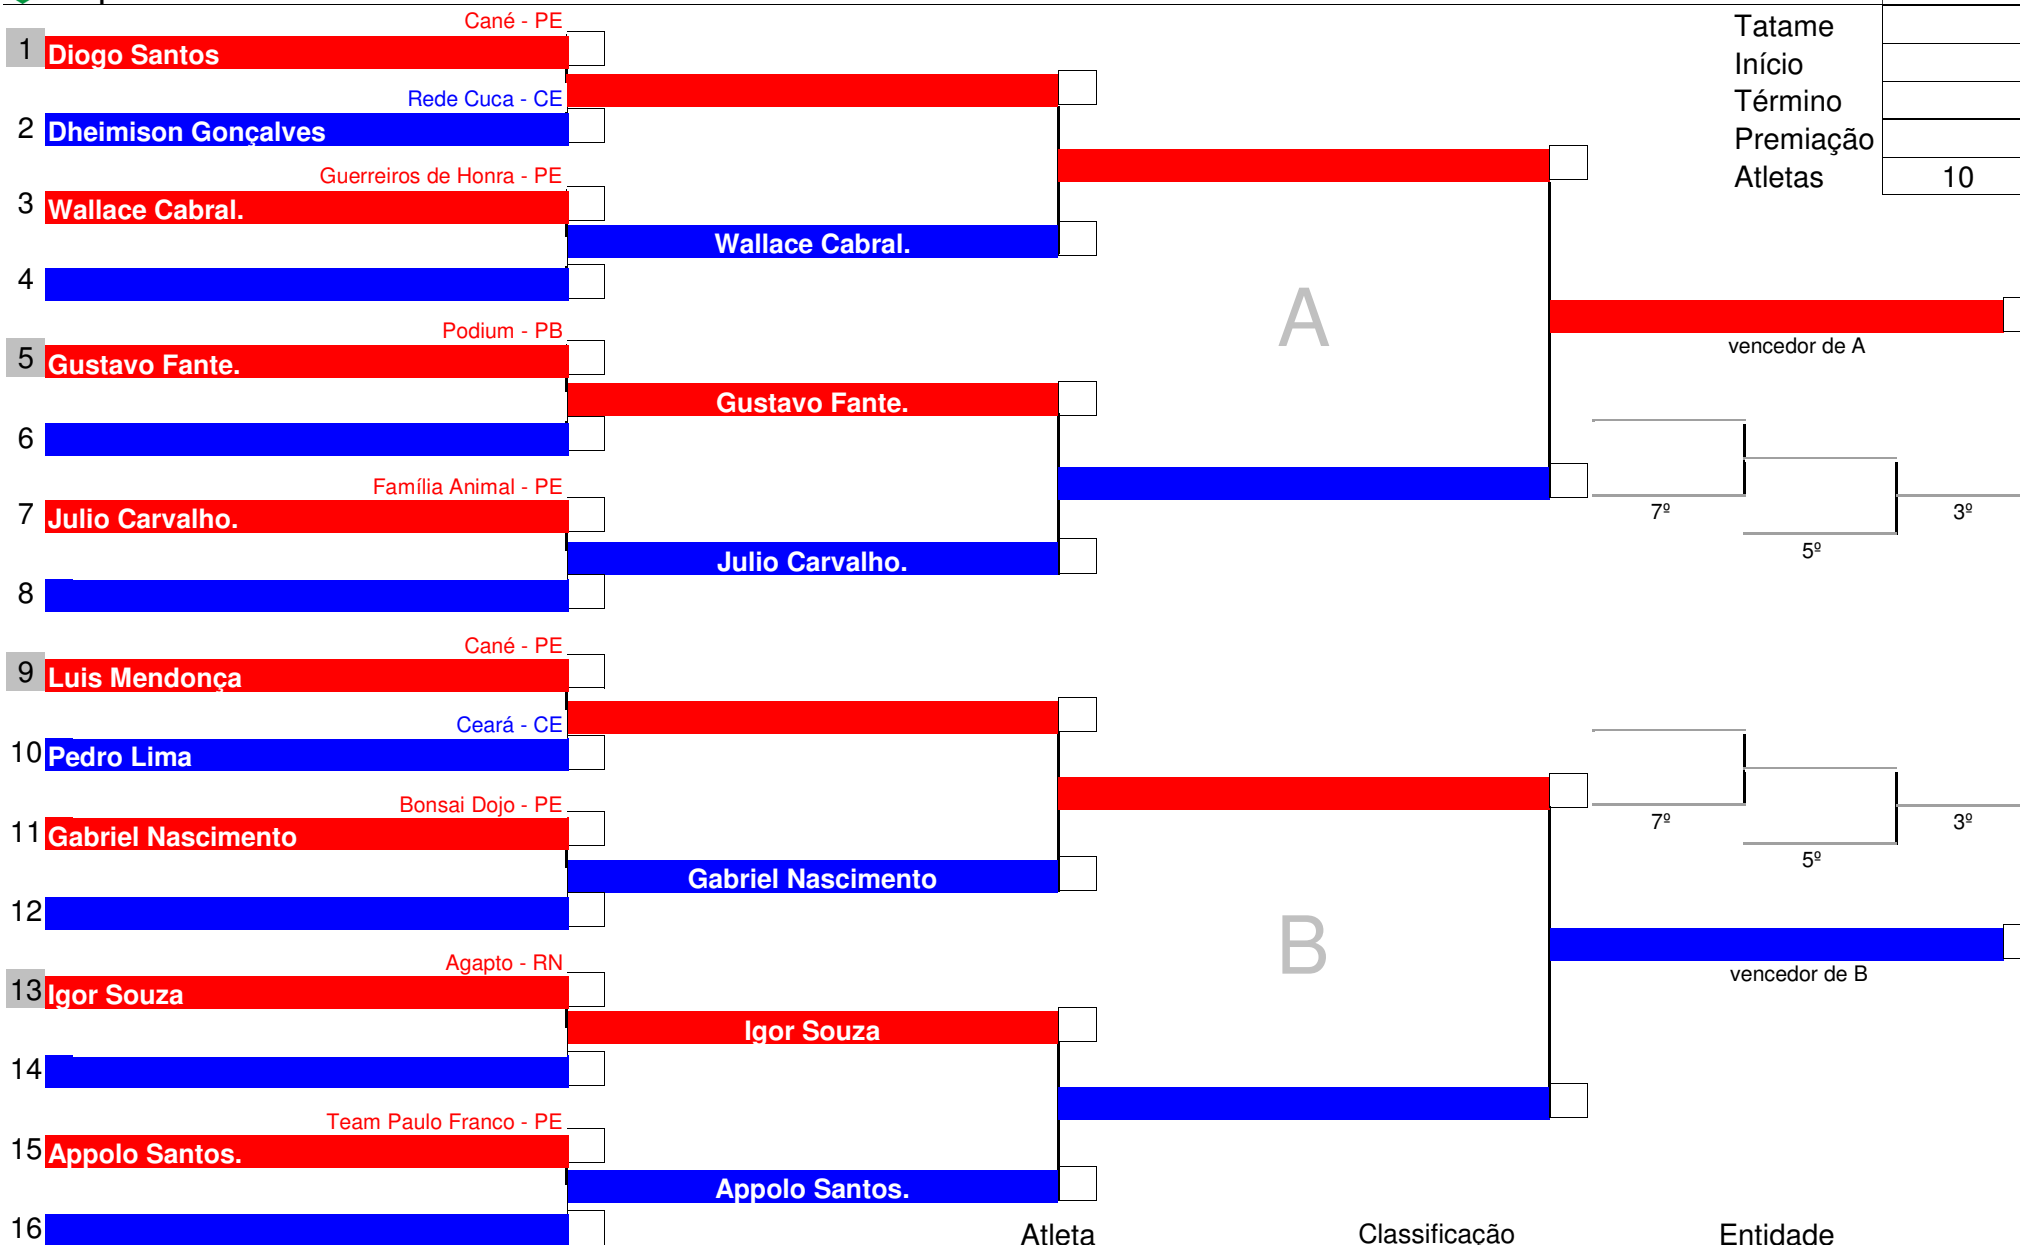 Cané - PE
1 Diogo Santos
Rede Cuca - CE
2 Dheimison Gonçalves
Guerreiros de Honra - PE
3 Wallace Cabral.
Wallace Cabral.
4
Podium - PB
5 Gustavo Fante.
Gustavo Fante.
6
Família Animal - PE
7 Julio Carvalho.
Julio Carvalho.
8
Cané - PE
9 Luis Mendonça
Ceará - CE
10 Pedro Lima
Bonsai Dojo - PE
11 Gabriel Nascimento
Gabriel Nascimento
12
Agapto - RN
13 Igor Souza
Igor Souza
14
Team Paulo Franco - PE
15 Appolo Santos.
Appolo Santos.
16
A
B
Tatame
Início
Término
Premiação
Atletas 10
vencedor de A
7º
3º
5º
7º
3º
5º
vencedor de B
Atleta Classificação Entidade